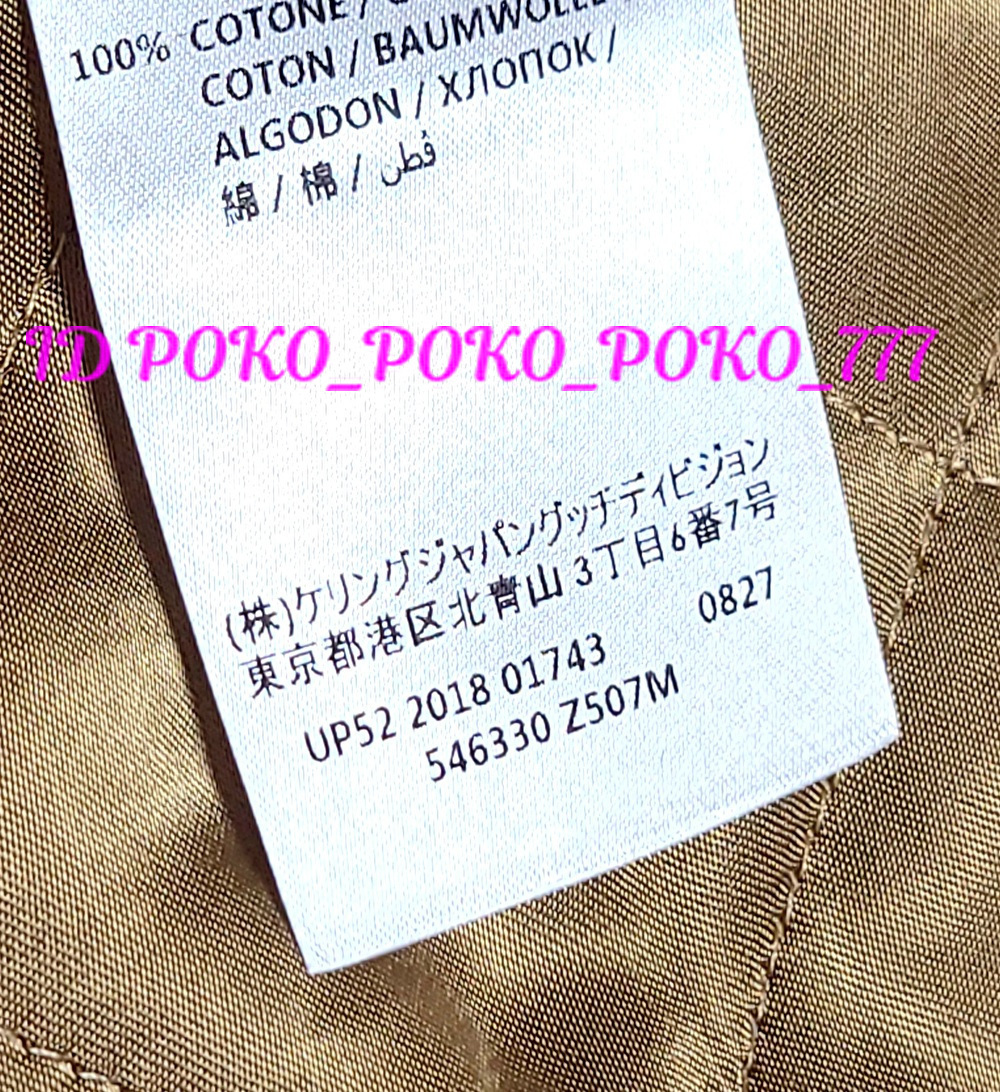 100% COTONE /
COTON / BAUMWOLLE
ALGODON / ХЛОПОК /
綿 / 棉 / قطن
ID POKO_POKO_POKO_777
(株)ケリングジャパングッチディビジョン
東京都港区北青山 3丁目6番7号
UP52 2018 01743 0827
546330 Z507M